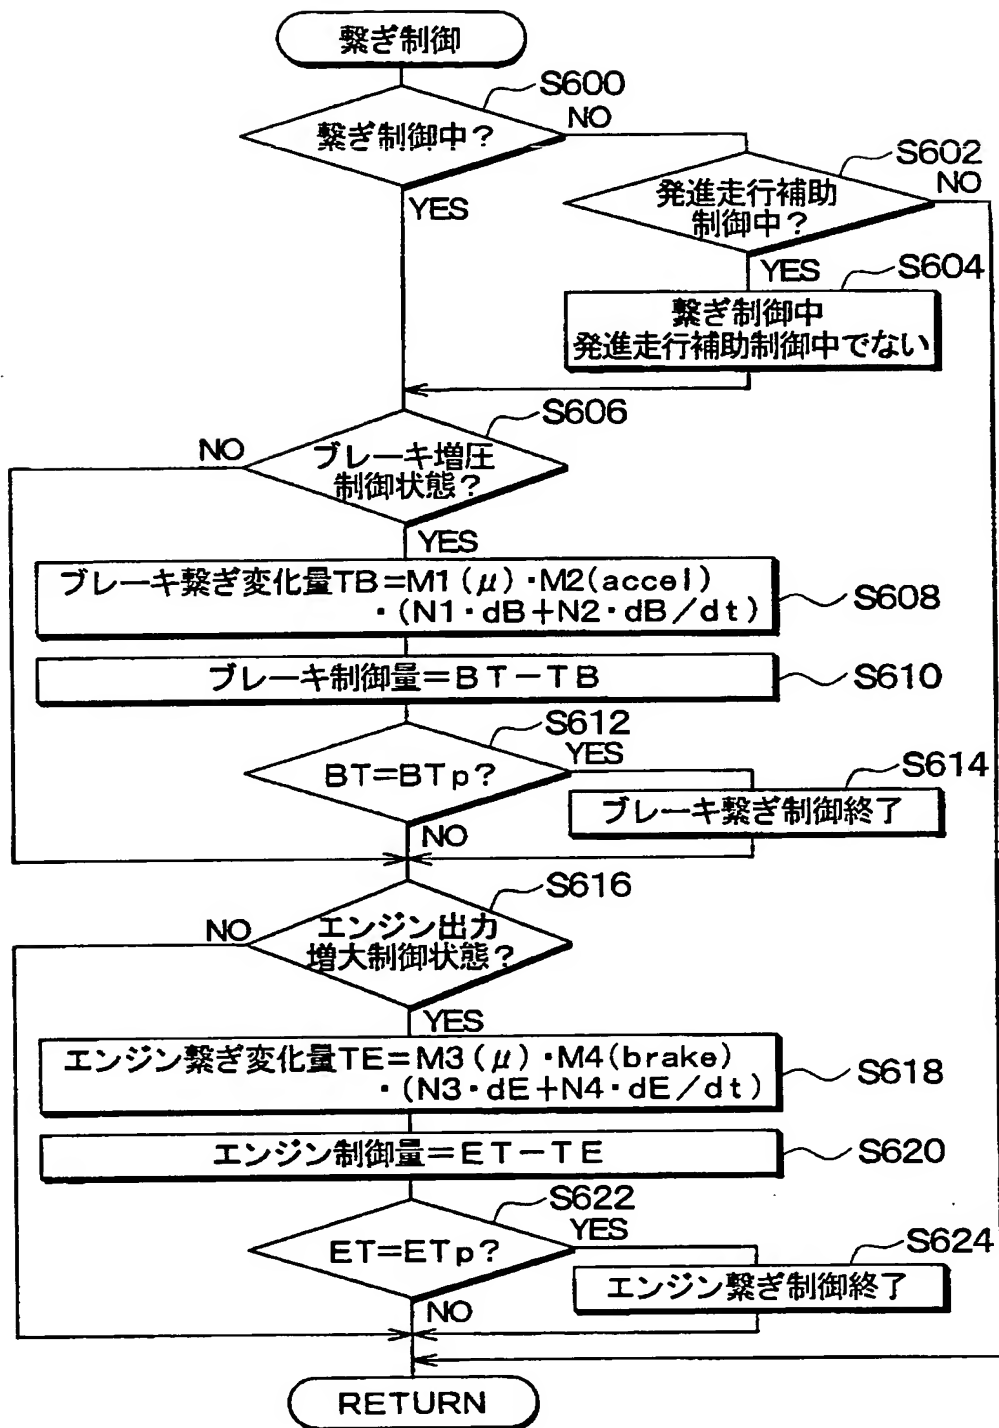 繋ぎ制御
S600
繋ぎ制御中?
NO
YES
S602
発進走行補助
制御中?
NO
YES
S604
繋ぎ制御中
発進走行補助制御中でない
S606
NO
ブレーキ増圧
制御状態?
YES
ブレーキ繋ぎ変化量TB=M1(μ)・M2(accel)
・(N1・dB+N2・dB/dt)
S608
ブレーキ制御量=BT-TB
S610
S612
BT=BTp?
YES
S614
ブレーキ繋ぎ制御終了
NO
S616
NO
エンジン出力
増大制御状態?
YES
エンジン繋ぎ変化量TE=M3(μ)・M4(brake)
・(N3・dE+N4・dE/dt)
S618
エンジン制御量=ET-TE
S620
S622
ET=ETp?
YES
S624
エンジン繋ぎ制御終了
NO
RETURN